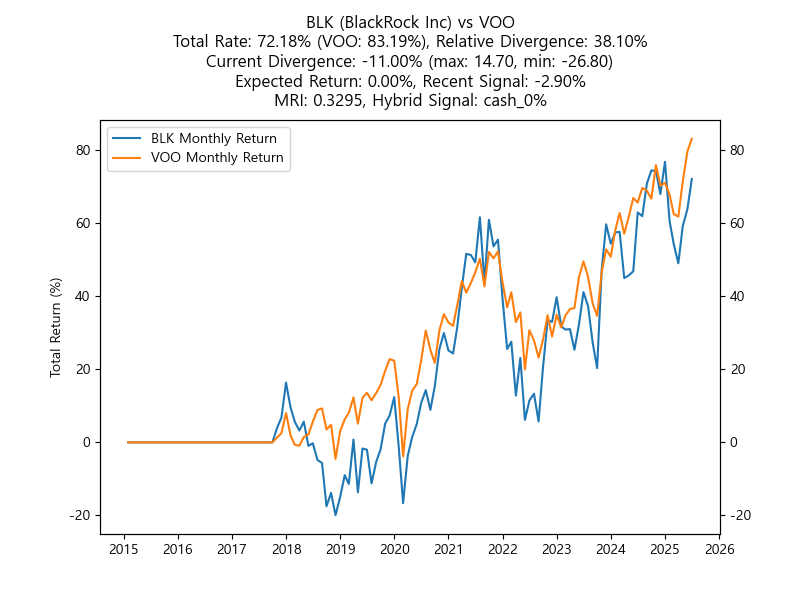 BLK (BlackRock Inc) vs VOO
Total Rate: 72.18% (VOO: 83.19%), Relative Divergence: 38.10%
Current Divergence: -11.00% (max: 14.70, min: -26.80)
Expected Return: 0.00%, Recent Signal: -2.90%
MRI: 0.3295, Hybrid Signal: cash_0%
BLK Monthly Return
VOO Monthly Return
Total Return (%)
80
60
40
20
0
-20
80
60
40
20
0
-20
2015 2016 2017 2018 2019 2020 2021 2022 2023 2024 2025 2026